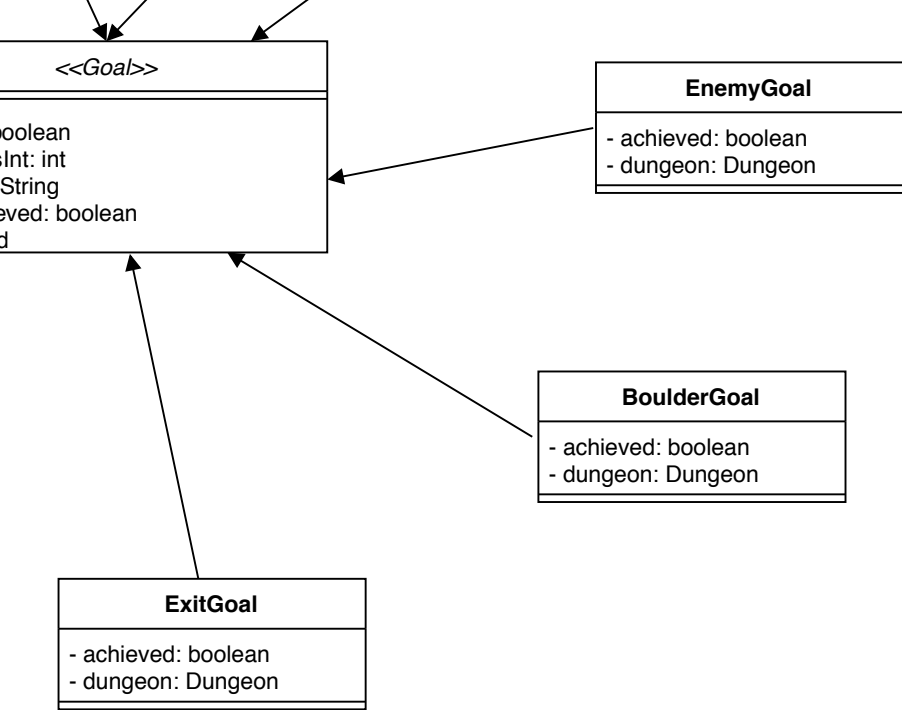 <<Goal>>
boolean
sInt: int
String
eved: boolean
d
EnemyGoal
- achieved: boolean
- dungeon: Dungeon
BoulderGoal
- achieved: boolean
- dungeon: Dungeon
ExitGoal
- achieved: boolean
- dungeon: Dungeon